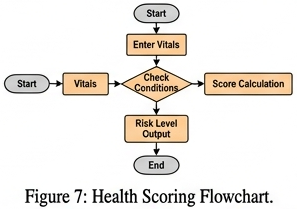 Start
Enter Vitals
Start
Vitals
Check
Conditions
Score Calculation
Risk Level
Output
End
Figure 7: Health Scoring Flowchart.